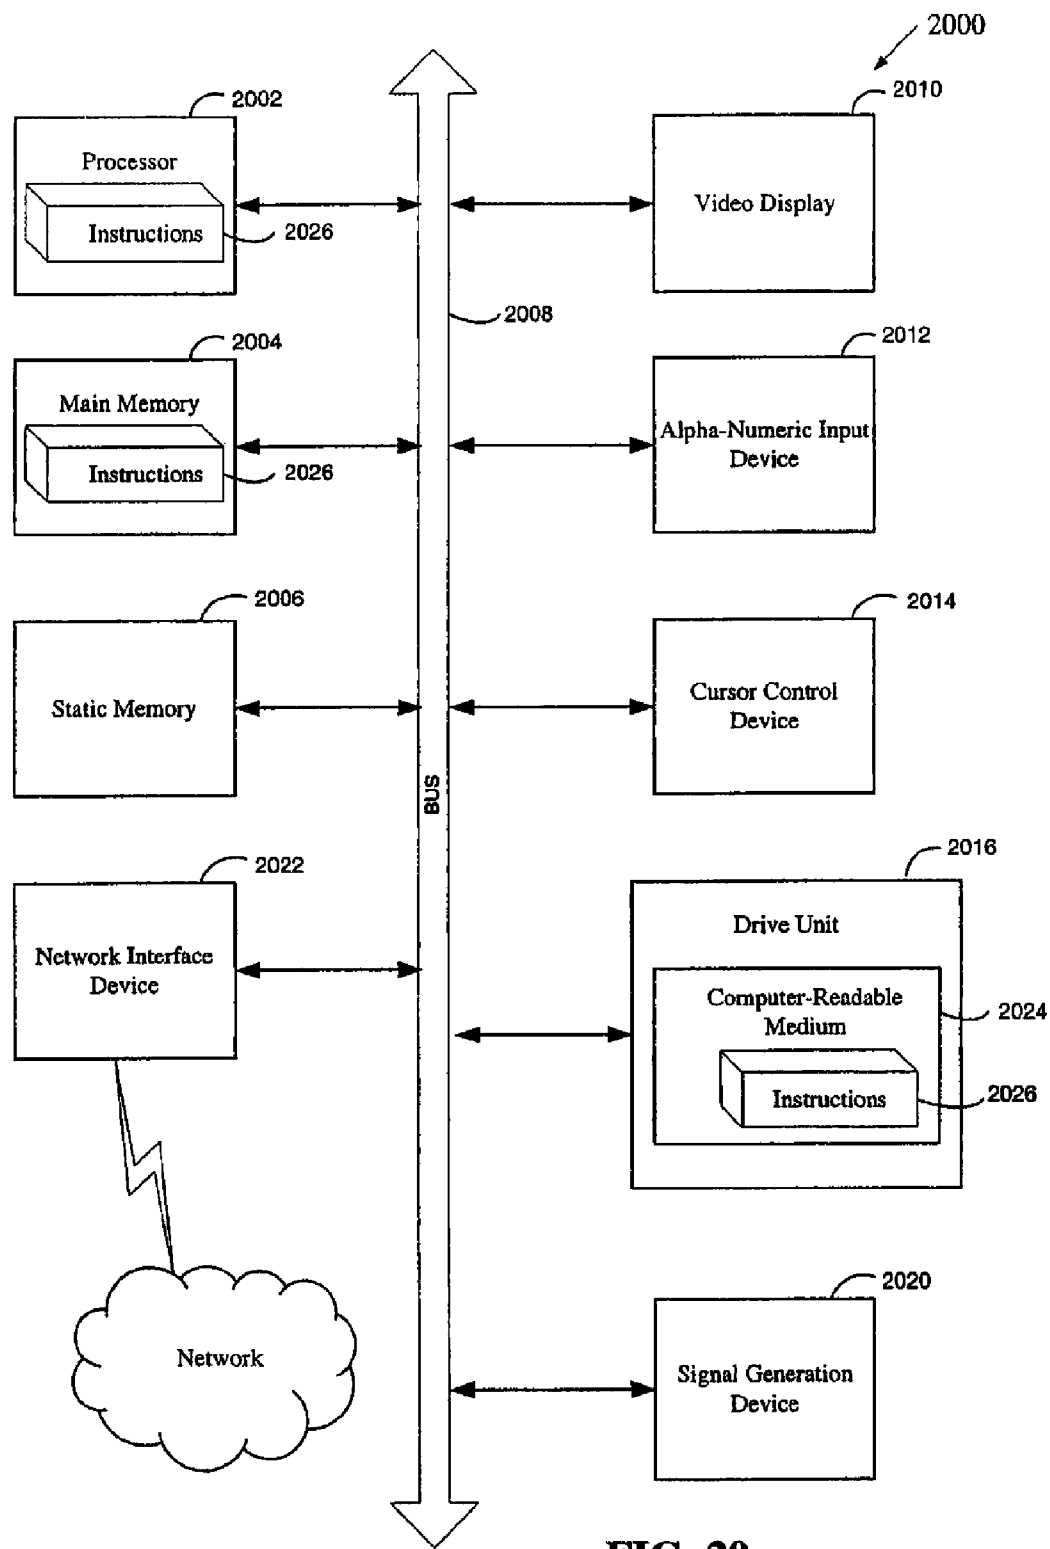 2000
2002
Processor
Instructions
2026
2010
Video Display
2008
2004
Main Memory
Instructions
2026
2012
Alpha-Numeric Input
Device
2006
Static Memory
2014
Cursor Control
Device
BUS
2022
Network Interface
Device
2016
Drive Unit
Computer-Readable
Medium
2024
Instructions
2026
Network
2020
Signal Generation
Device